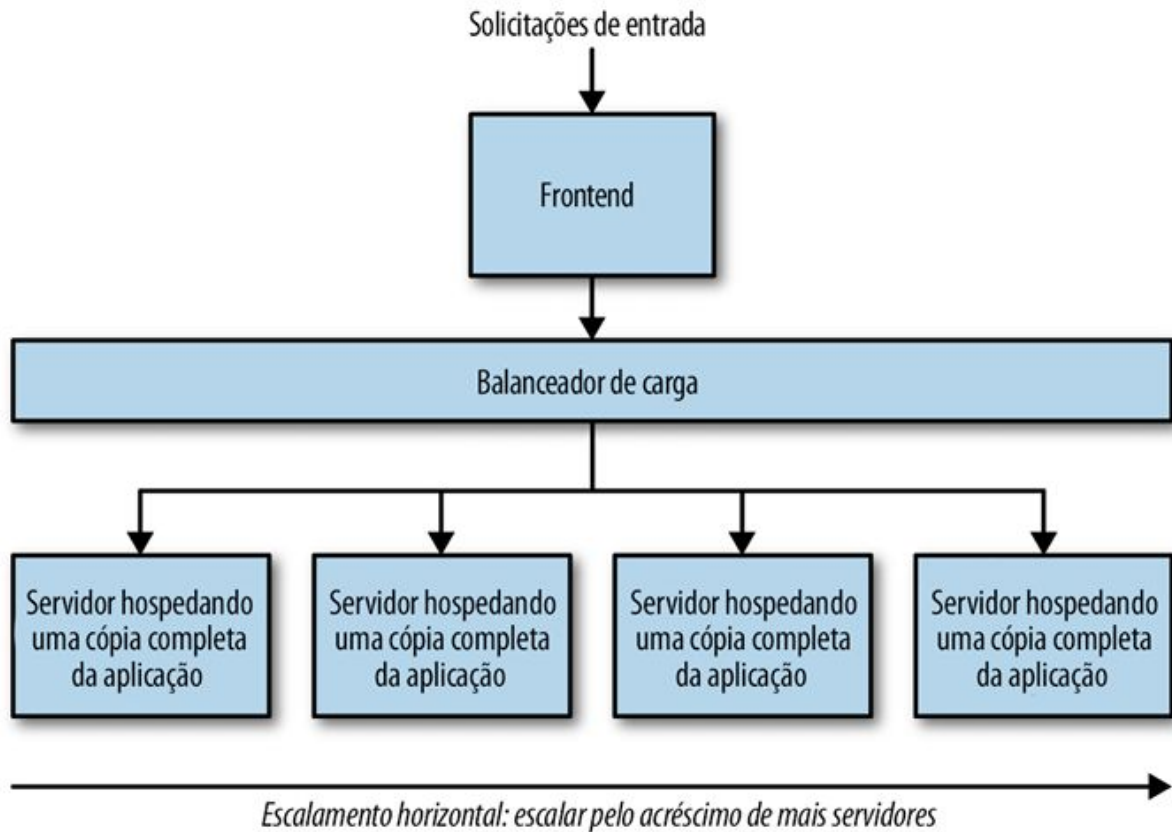 Solicitações de entrada
Frontend
Balanceador de carga
Servidor hospedando
uma cópia completa
da aplicação
Servidor hospedando
uma cópia completa
da aplicação
Servidor hospedando
uma cópia completa
da aplicação
Servidor hospedando
uma cópia completa
da aplicação
Escalamento horizontal: escalar pelo acréscimo de mais servidores